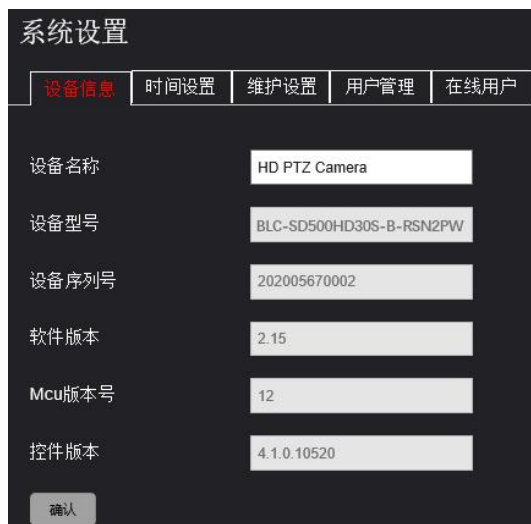 系统设置
设备信息 时间设置 维护设置 用户管理 在线用户
设备名称 HD PTZ Camera
设备型号 BLC-SD500HD30S-B-RSN2PW
设备序列号 202005670002
软件版本 2.15
Mcu版本号 12
控件版本 4.1.0.10520
确认